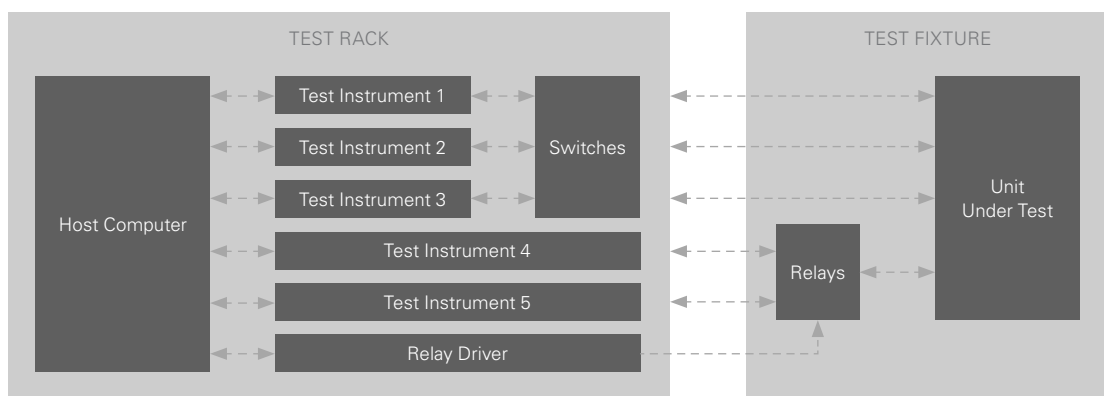 TEST RACK
TEST FIXTURE
Host Computer
Test Instrument 1
Test Instrument 2
Test Instrument 3
Switches
Test Instrument 4
Test Instrument 5
Relay Driver
Relays
Unit
Under Test